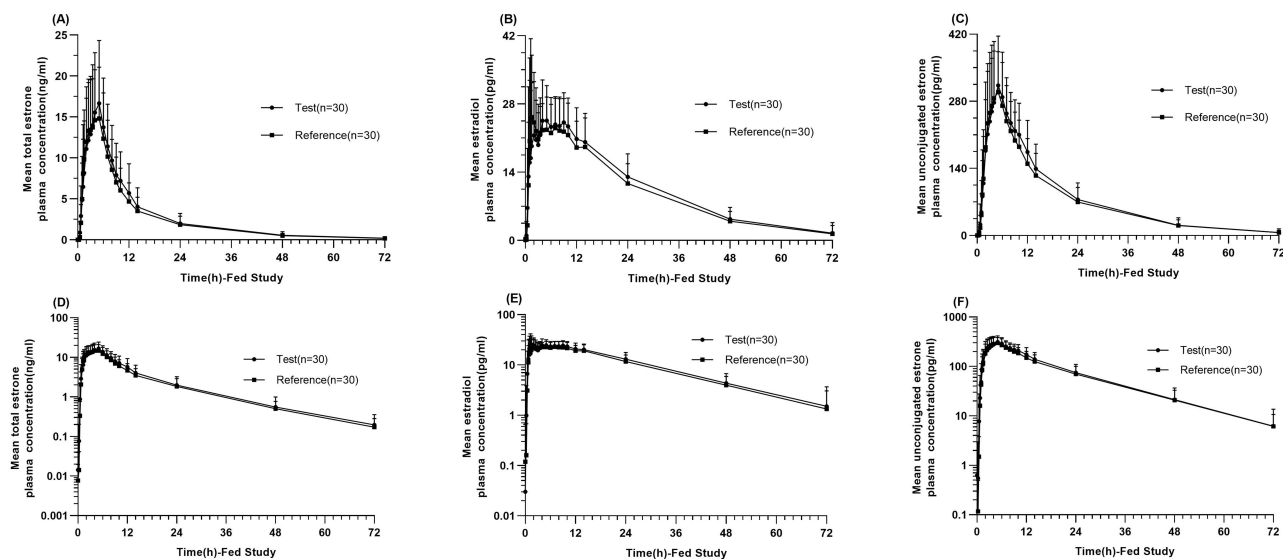 (A)
Mean total estrone
plasma concentration(ng/ml)
25
20
15
10
5
0
0 12 24 36 48 60 72
Time(h)-Fed Study
Test(n=30)
Reference(n=30)
(B)
Mean estradiol
plasma concentration(pg/ml)
42
28
14
0
0 12 24 36 48 60 72
Time(h)-Fed Study
Test(n=30)
Reference(n=30)
(C)
Mean unconjugated estrone
plasma concentration(pg/ml)
420
280
140
0
0 12 24 36 48 60 72
Time(h)-Fed Study
Test(n=30)
Reference(n=30)
(D)
Mean total estrone
plasma concentration(ng/ml)
100
10
1
0.1
0.01
0.001
0 12 24 36 48 60 72
Time(h)-Fed Study
Test(n=30)
Reference(n=30)
(E)
Mean estradiol
plasma concentration(pg/ml)
100
10
1
0.1
0.01
0 12 24 36 48 60 72
Time(h)-Fed Study
Test(n=30)
Reference(n=30)
(F)
Mean unconjugated estrone
plasma concentration(pg/ml)
1000
100
10
1
0.1
0 12 24 36 48 60 72
Time(h)-Fed Study
Test(n=30)
Reference(n=30)